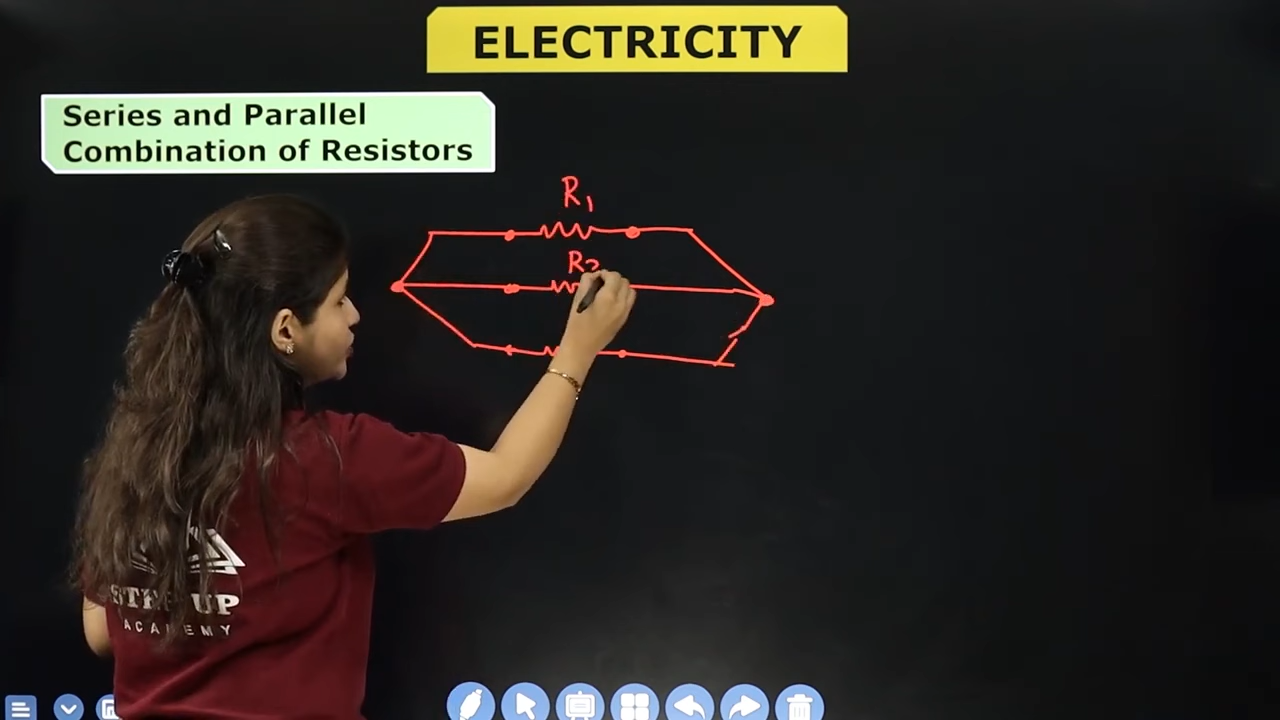 ELECTRICITY
Series and Parallel
Combination of Resistors
R₁
R₂
UP
ACADEMY